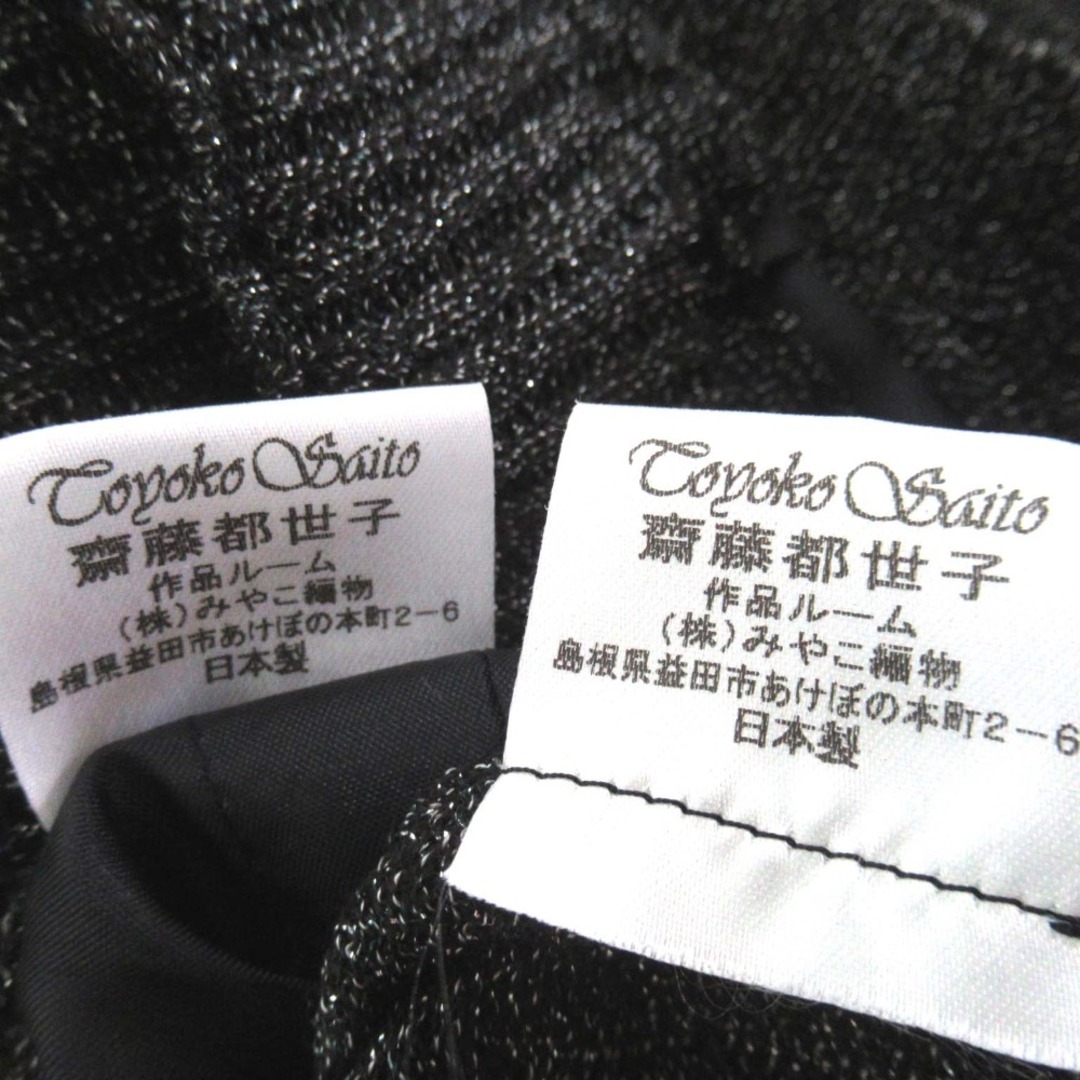 Toyoko Saito
齋藤都世子
作品ルーム
(株)みやこ編物
島根県益田市あけぼの本町2-6
日本製
Toyoko Saito
齋藤都世子
作品ルーム
(株)みやこ編物
島根県益田市あけぼの本町2-6
日本製